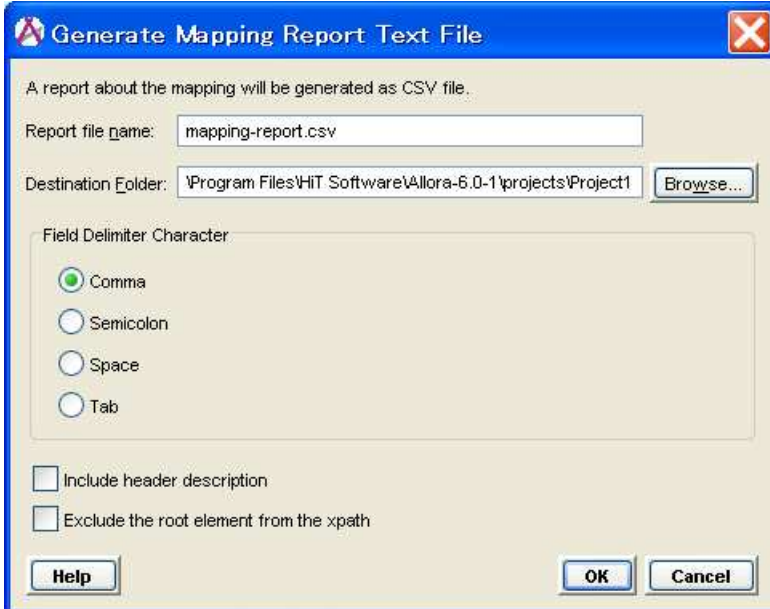 Generate Mapping Report Text File
A report about the mapping will be generated as CSV file.
Report file name: mapping-report.csv
Destination Folder: \Program Files\HiT Software\Allora-6.0-1\projects\Project1 Browse...
Field Delimiter Character
Comma
Semicolon
Space
Tab
Include header description
Exclude the root element from the xpath
Help OK Cancel